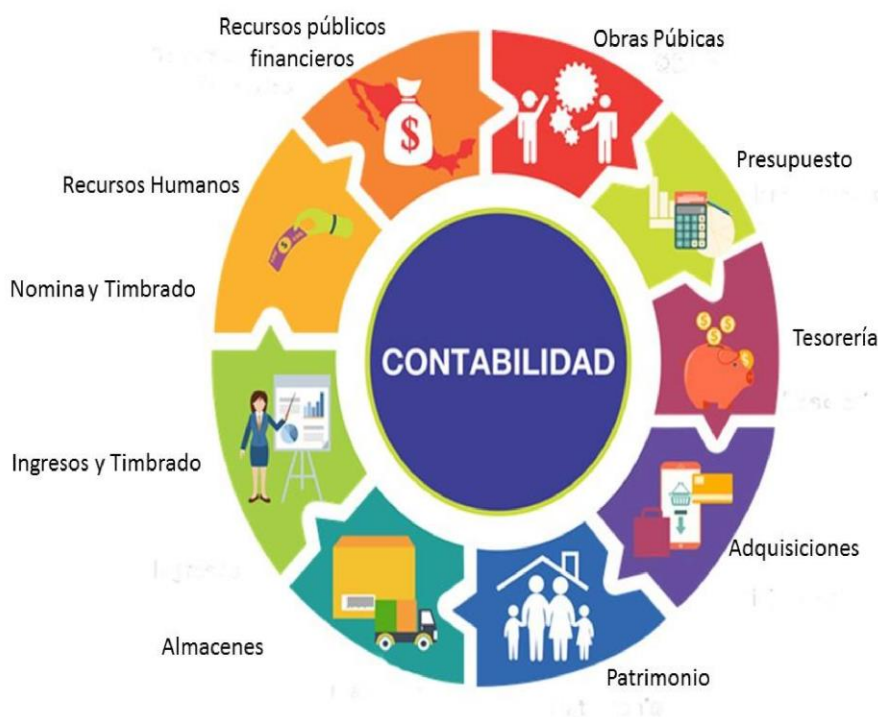 Recursos públicos
financieros
Obras Púbicas
Presupuesto
Recursos Humanos
Nomina y Timbrado
Tesorería
CONTABILIDAD
Ingresos y Timbrado
Adquisiciones
Almacenes
Patrimonio